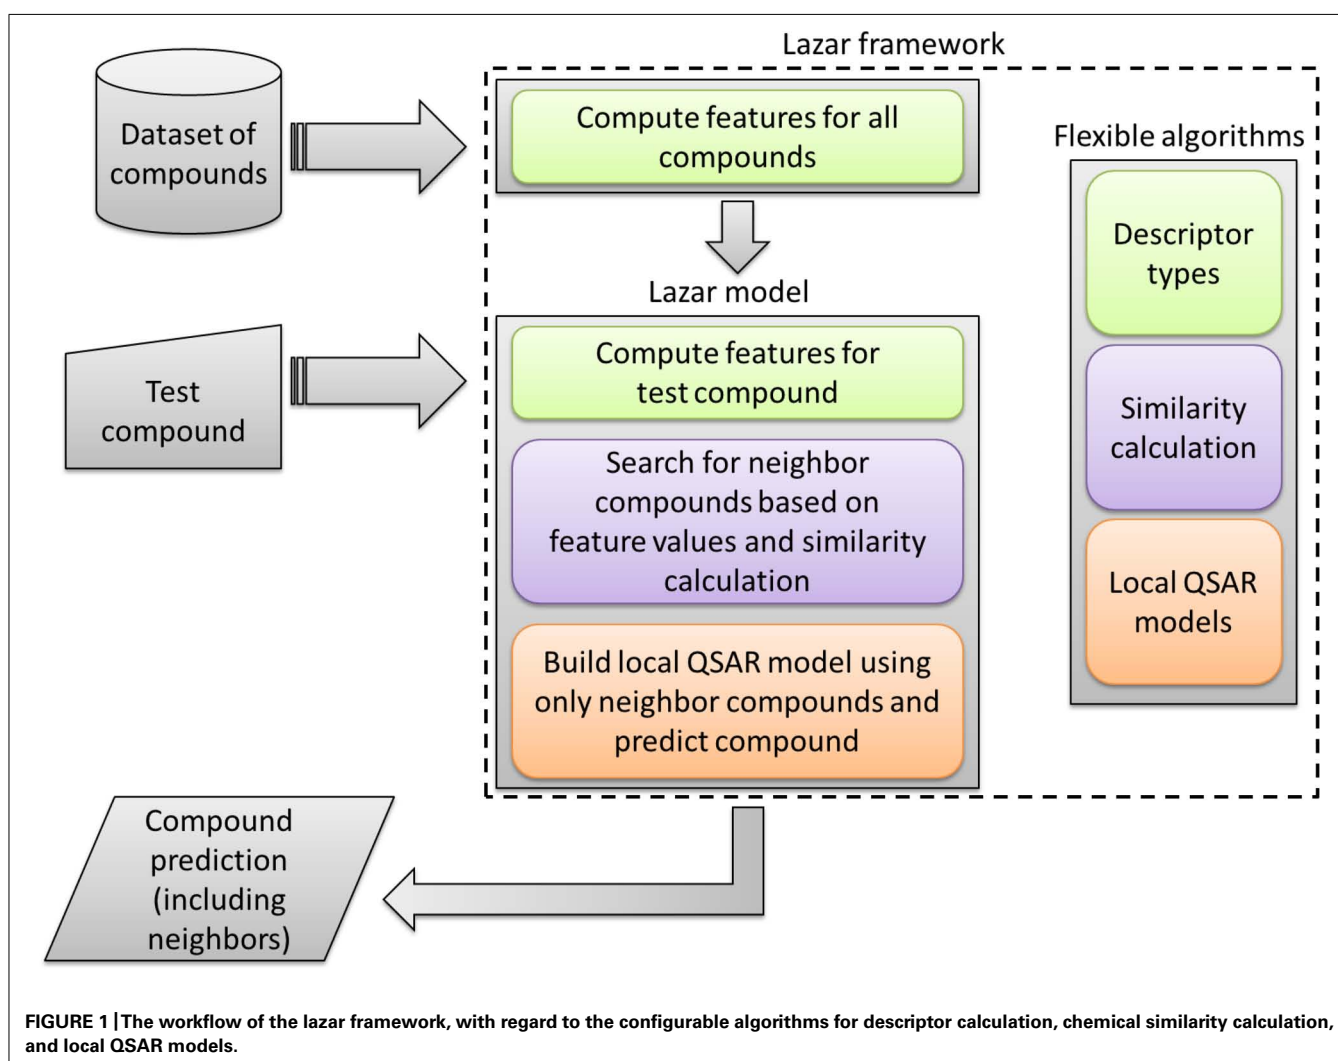 Lazar framework
Dataset of
compounds
Compute features for all
compounds
Flexible algorithms
Descriptor
types
Similarity
calculation
Local QSAR
models
Lazar model
Test
compound
Compute features for
test compound
Search for neighbor
compounds based on
feature values and similarity
calculation
Build local QSAR model using
only neighbor compounds and
predict compound
Compound
prediction
(including
neighbors)
FIGURE 1 | The workflow of the lazar framework, with regard to the configurable algorithms for descriptor calculation, chemical similarity calculation,
and local QSAR models.